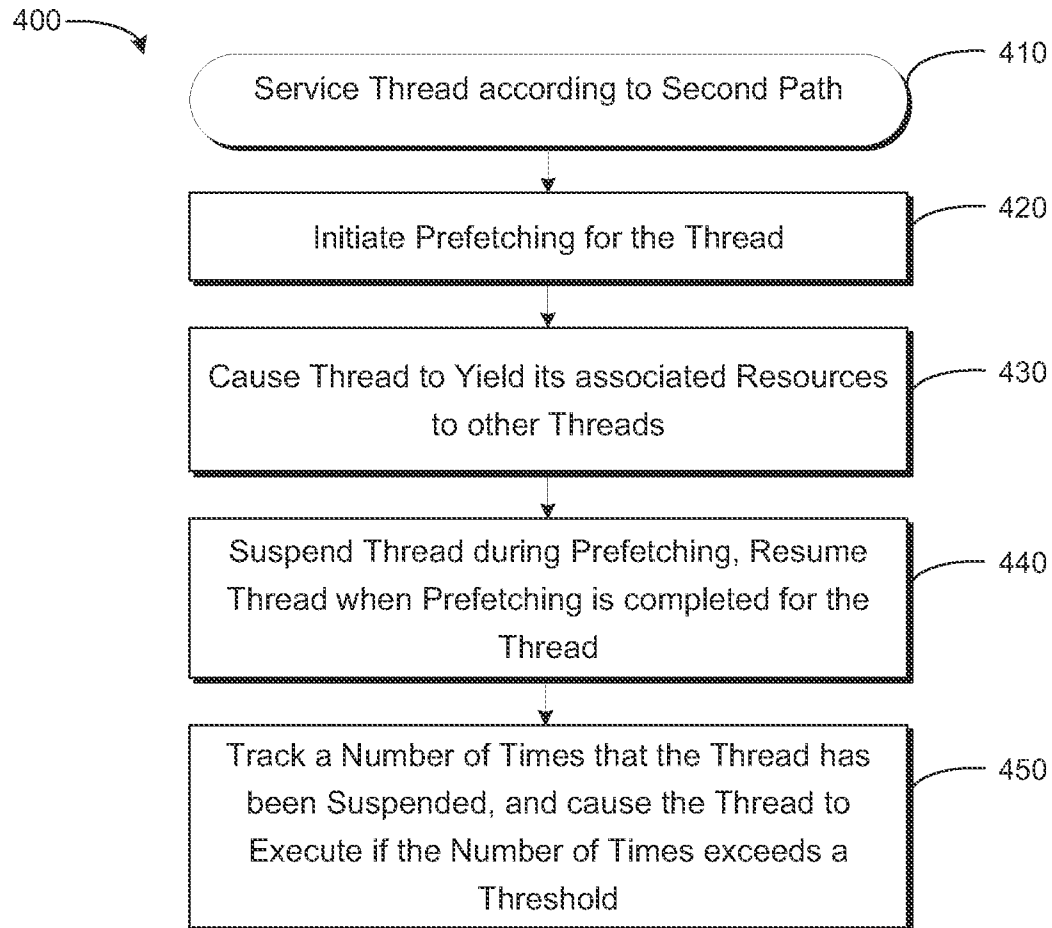 400
Service Thread according to Second Path
410
Initiate Prefetching for the Thread
420
Cause Thread to Yield its associated Resources
to other Threads
430
Suspend Thread during Prefetching, Resume
Thread when Prefetching is completed for the
Thread
440
Track a Number of Times that the Thread has
been Suspended, and cause the Thread to
Execute if the Number of Times exceeds a
Threshold
450